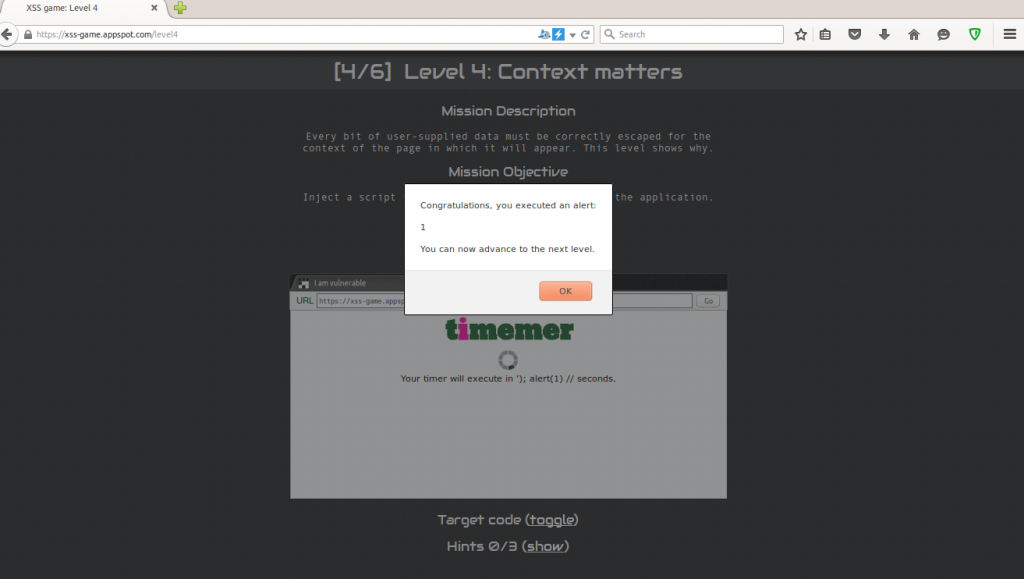 XSS game: Level 4
https://xss-game.appspot.com/level4
Search
[4/6] Level 4: Context matters
Mission Description
Every bit of user-supplied data must be correctly escaped for the
context of the page in which it will appear. This level shows why.
Mission Objective
Inject a script
the application.
Congratulations, you executed an alert:
1
You can now advance to the next level.
OK
I am vulnerable
URL
https://xss-game.appsp
Go
timemer
Your timer will execute in '); alert(1) // seconds.
Target code (toggle)
Hints 0/3 (show)